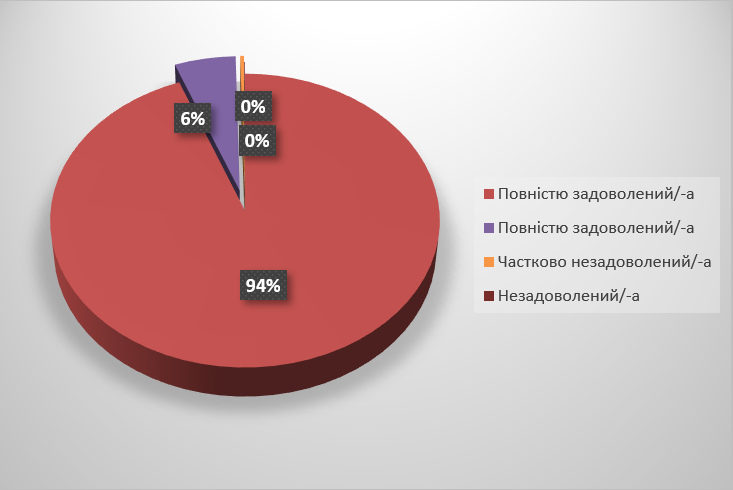 0%
6%
0%
94%
Повністю задоволений/-а
Повністю задоволений/-а
Частково незадоволений/-а
Незадоволений/-а